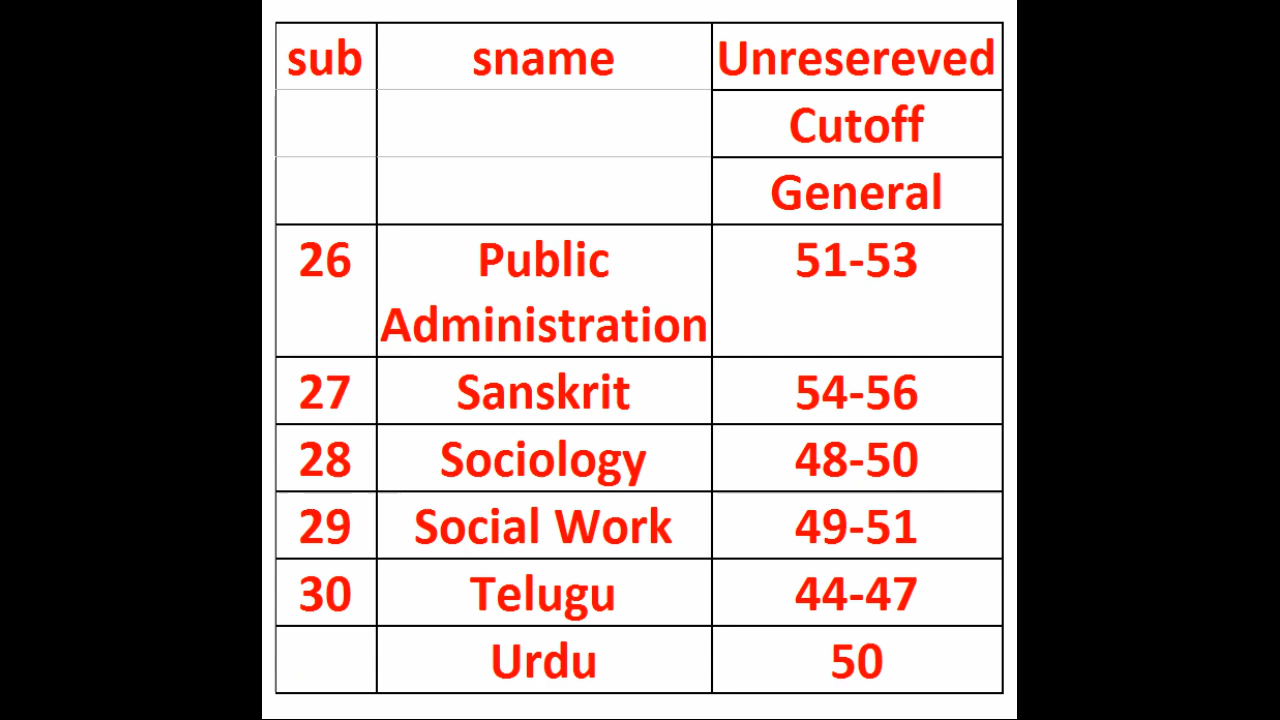 sub sname Unresereved
Cutoff
General
26 Public 51-53
Administration
27 Sanskrit 54-56
28 Sociology 48-50
29 Social Work 49-51
30 Telugu 44-47
Urdu 50